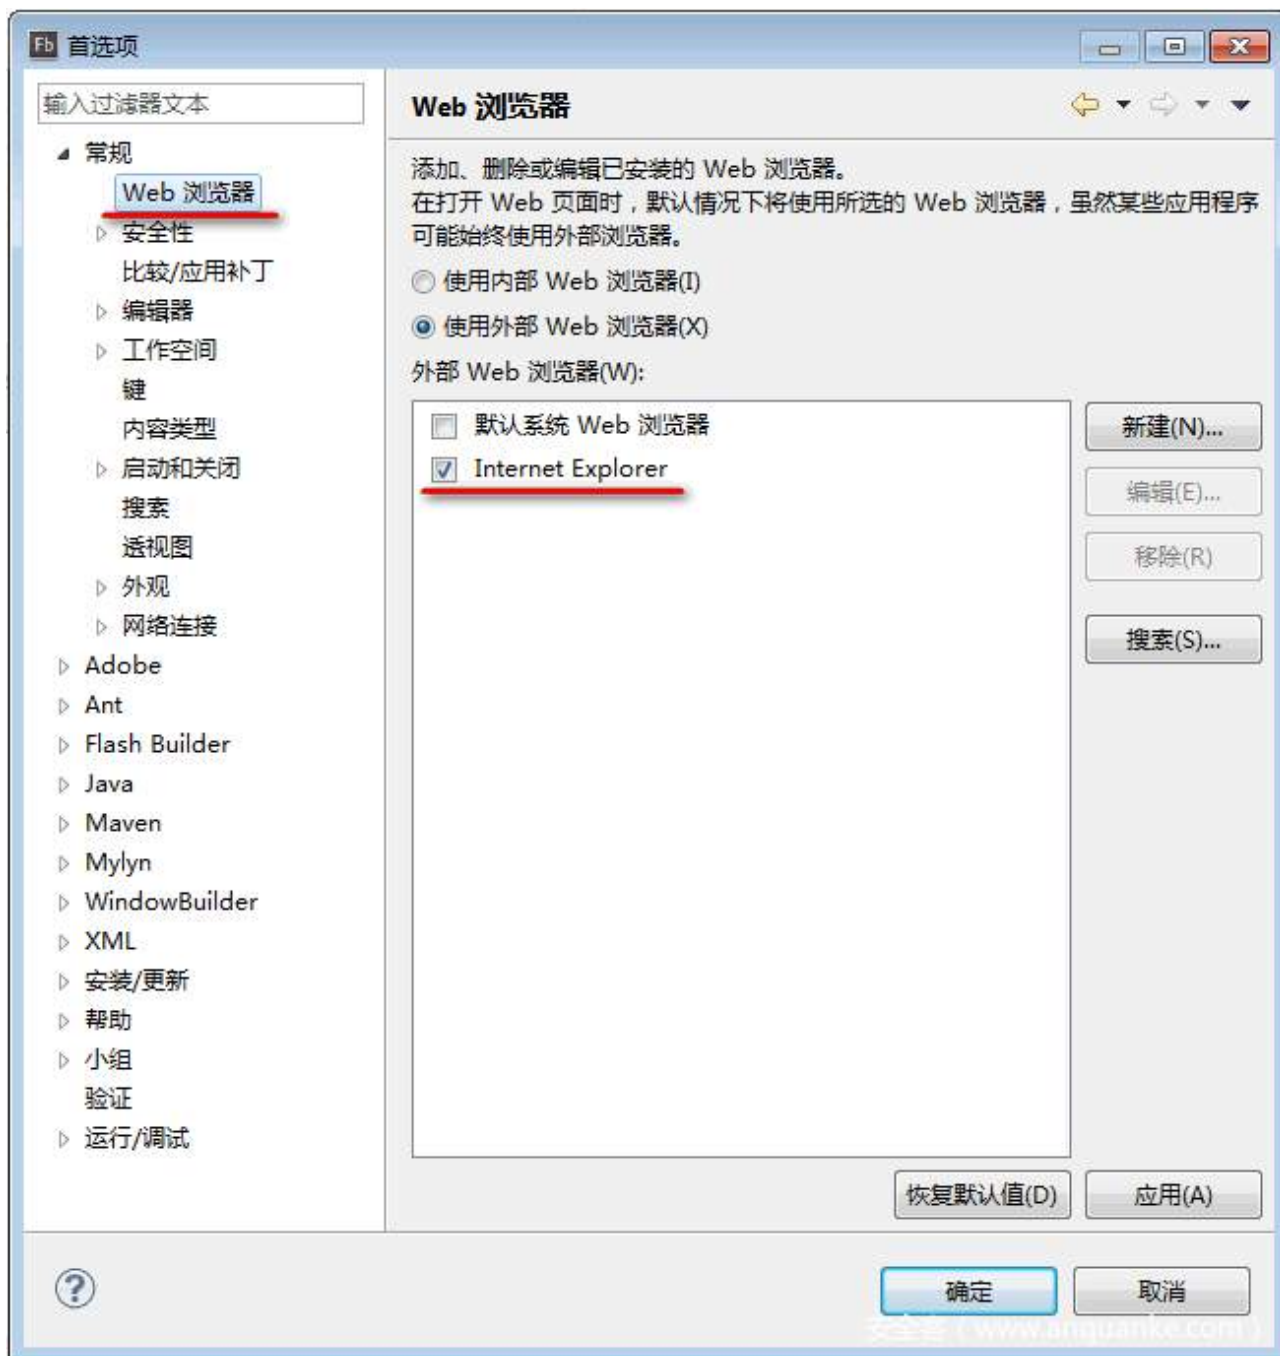 Fb 首选项
输入过滤器文本
常规
Web 浏览器
安全性
比较/应用补丁
编辑器
工作空间
键
内容类型
启动和关闭
搜索
透视图
外观
网络连接
Adobe
Ant
Flash Builder
Java
Maven
Mylyn
WindowBuilder
XML
安装/更新
帮助
小组
验证
运行/调试
Web 浏览器
添加、删除或编辑已安装的 Web 浏览器。
在打开 Web 页面时，默认情况下将使用所选的 Web 浏览器，虽然某些应用程序
可能始终使用外部浏览器。
使用内部 Web 浏览器(I)
使用外部 Web 浏览器(X)
外部 Web 浏览器(W):
默认系统 Web 浏览器
Internet Explorer
新建(N)...
编辑(E)...
移除(R)
搜索(S)...
恢复默认值(D)
应用(A)
确定
取消
安全客 ( www.anquanke.com )